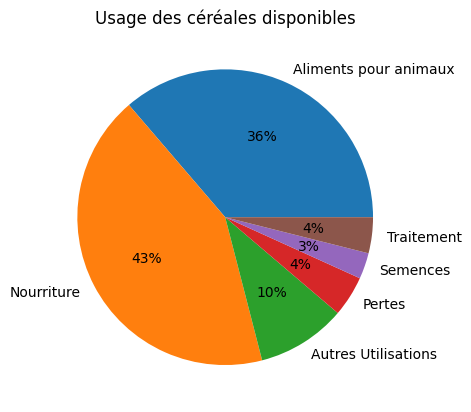 Usage des céréales disponibles
Aliments pour animaux
36%
43%
Nourriture
10%
Autres Utilisations
4%
Pertes
3%
Semences
4%
Traitement